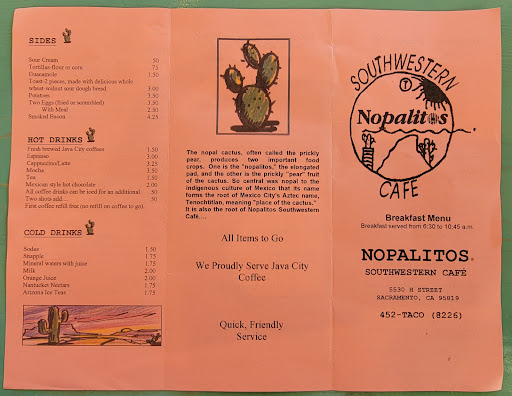 SIDES
Sour Cream .50
Tortillas-flour or corn .75
Guacamole 1.50
Toast-2 pieces, made with delicious whole
wheat-walnut sour dough bread 3.00
Potatoes 3.50
Two Eggs (fried or scrambled) 3.50
With Meal 2.50
Smoked Bacon 4.25
HOT DRINKS
Fresh brewed Java City coffees 1.50
Espresso 3.00
Cappuccino/Latte 3.25
Mocha 3.50
Tea 1.50
Mexican style hot chocolate 2.00
All coffee drinks can be iced for an additional .50
Two shots add... .50
First coffee refill free (no refill on coffee to go).
COLD DRINKS
Sodas 1.50
Snapple 1.75
Mineral waters with juice 1.75
Milk 2.00
Orange Juice 2.00
Nantucket Nectars 1.75
Arizona Ice Teas 1.75
The nopal cactus, often called the prickly
pear, produces two important food
crops. One is the "nopalitos," the elongated
pad, and the other is the prickly "pear" fruit
of the cactus. So central was nopal to the
indigenous culture of Mexico that its name
forms the root of Mexico City's Aztec name,
Tenochtitlan, meaning "place of the cactus."
It is also the root of Nopalitos Southwestern
Café....
All Items to Go
We Proudly Serve Java City
Coffee
Quick, Friendly
Service
SOUTHWESTERN
Nopalitos
CAFÉ
Breakfast Menu
Breakfast served from 6:30 to 10:45 a.m.
NOPALITOS
SOUTHWESTERN CAFÉ
5530 H STREET
SACRAMENTO, CA 95819
452-TACO (8226)